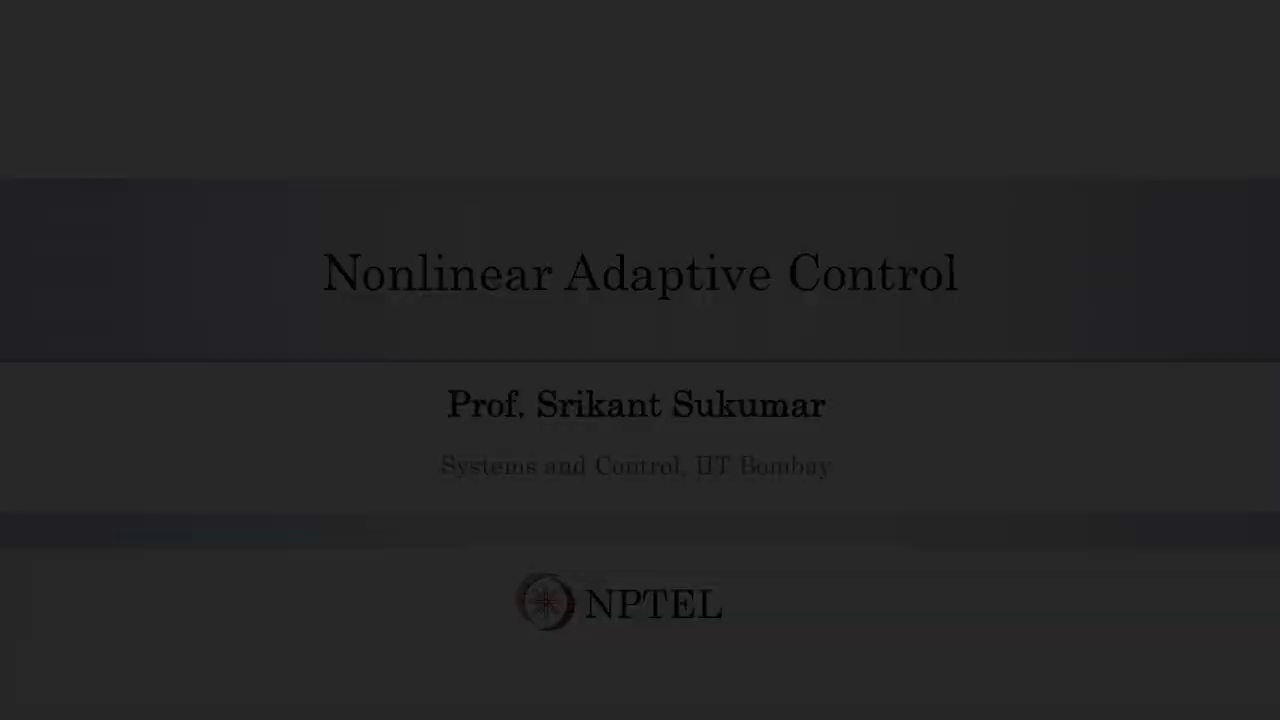 Nonlinear Adaptive Control
Prof. Srikant Sukumar
Systems and Control, IIT Bombay
NPTEL